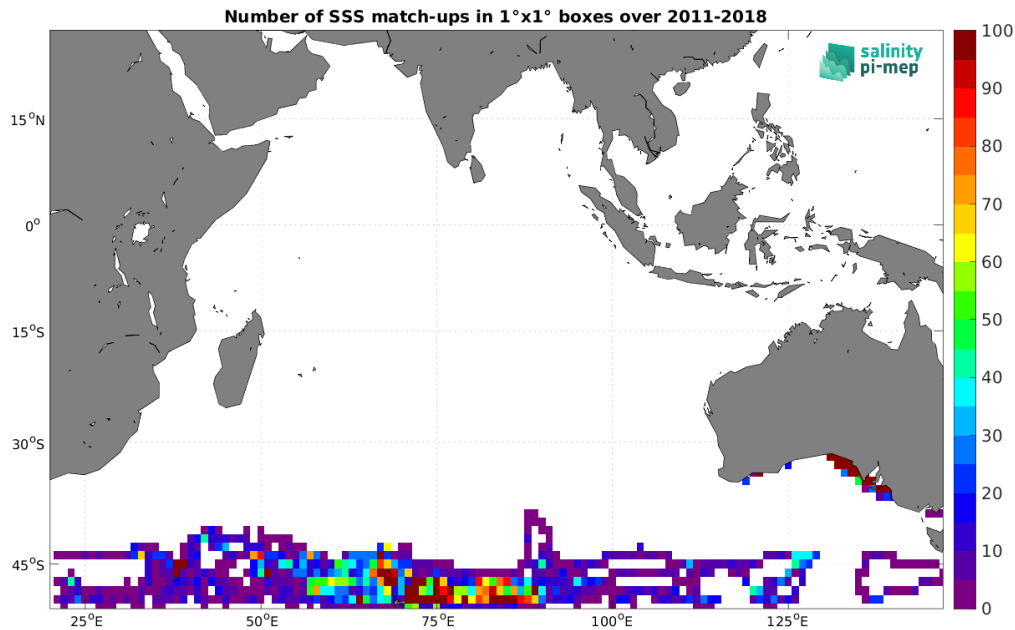 Number of SSS match-ups in 1°x1° boxes over 2011-2018
salinity
pi-mep
100
90
80
70
60
50
40
30
20
10
0
15°N
0°
15°S
30°S
45°S
25°E
50°E
75°E
100°E
125°E